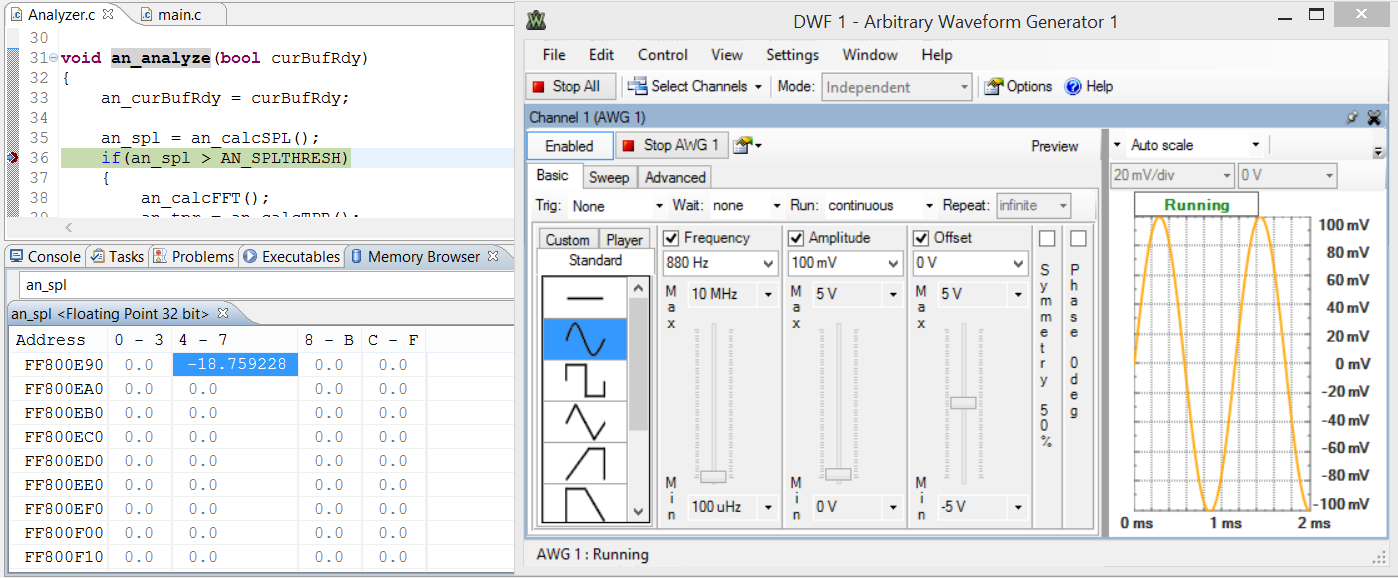 Analyzer.c
main.c
30
31 void an_analyze(bool curBufRdy)
32 {
33 an_curBufRdy = curBufRdy;
34
35 an_spl = an_calcSPL();
36 if(an_spl > AN_SPLTHRESH)
37 {
38 an_calcFFT();
Console Tasks Problems Executables Memory Browser
an_spl
an_spl <Floating Point 32 bit>
Address 0 - 3 4 - 7 8 - B C - F
FF800E90 0.0 -18.759228 0.0 0.0
FF800EA0 0.0 0.0 0.0 0.0
FF800EB0 0.0 0.0 0.0 0.0
FF800EC0 0.0 0.0 0.0 0.0
FF800ED0 0.0 0.0 0.0 0.0
FF800EE0 0.0 0.0 0.0 0.0
FF800EF0 0.0 0.0 0.0 0.0
FF800F00 0.0 0.0 0.0 0.0
FF800F10 0.0 0.0 0.0 0.0
DWF 1 - Arbitrary Waveform Generator 1
File Edit Control View Settings Window Help
Stop All Select Channels Mode: Independent Options Help
Channel 1 (AWG 1)
Enabled Stop AWG 1 Preview
Basic Sweep Advanced
Trig: None Wait: none Run: continuous Repeat: infinite
Custom Player
Standard
Frequency
880 Hz
Max
10 MHz
Min
100 uHz
Amplitude
100 mV
Max
5 V
Min
0 V
Offset
0 V
Max
5 V
Min
-5 V
Symmetry 50%
Phase 0 deg
Auto scale
20 mV/div 0 V
Running
100 mV
80 mV
60 mV
40 mV
20 mV
0 mV
-20 mV
-40 mV
-60 mV
-80 mV
-100 mV
0 ms 1 ms 2 ms
AWG 1 : Running